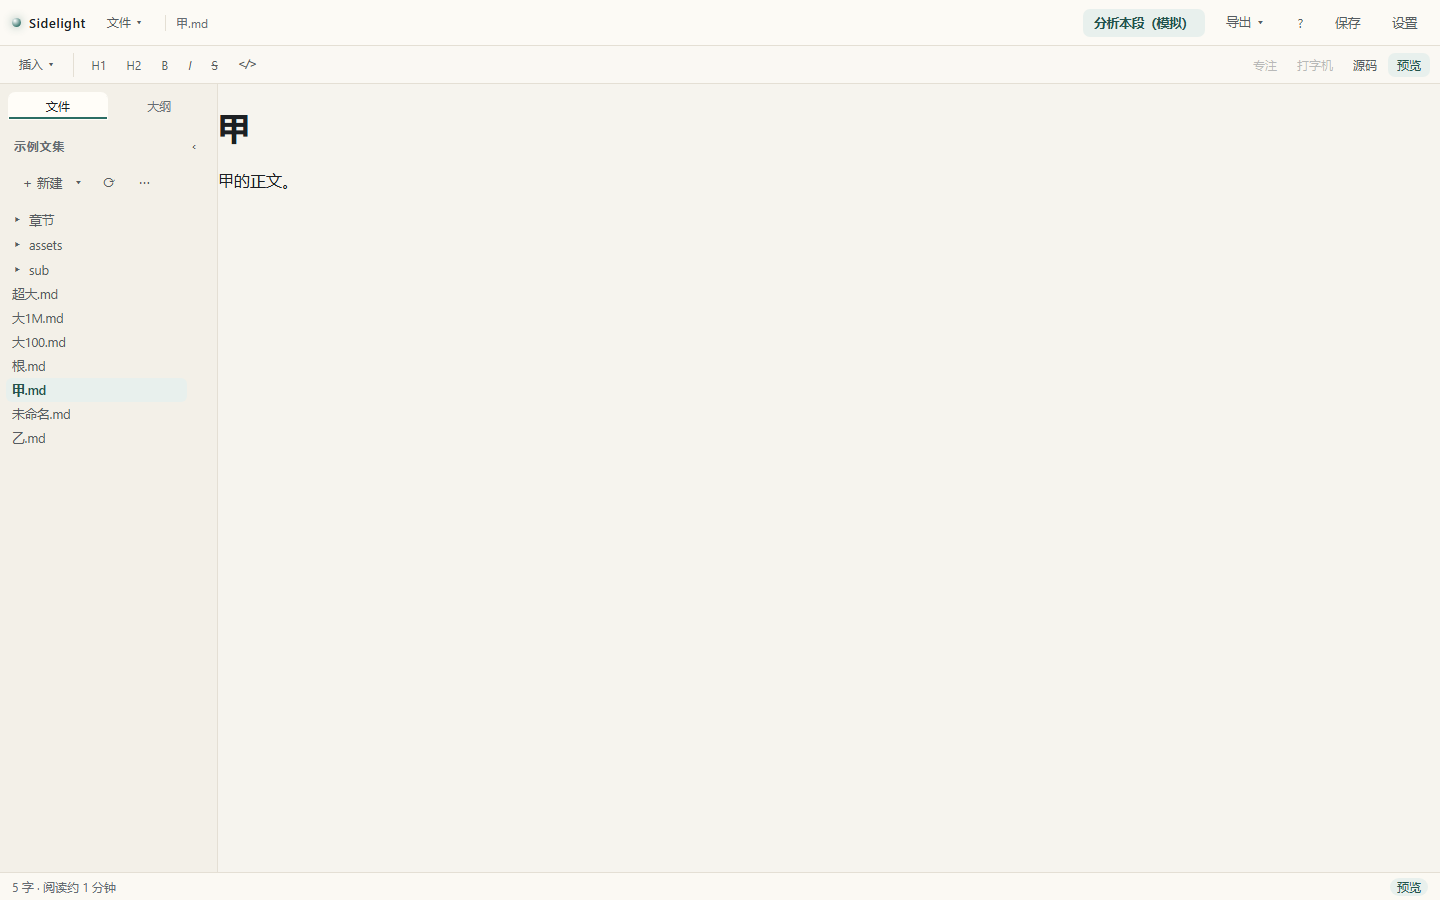 Sidelight 文件 甲.md 分析本段（模拟） 导出 ? 保存 设置
插入 H1 H2 B I S </> 专注 打字机 源码 预览
文件 大纲
示例文集
+ 新建 ···
章节
assets
sub
超大.md
大1M.md
大100.md
根.md
甲.md
未命名.md
乙.md
甲
甲的正文。
5 字 · 阅读约 1 分钟 预览